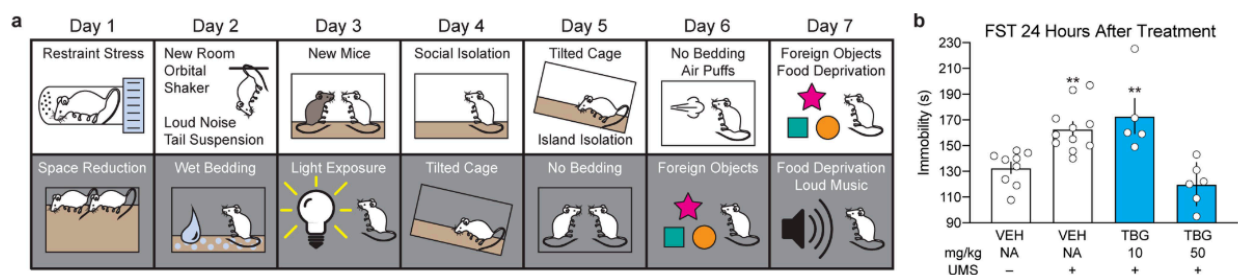 a
Day 1 Day 2 Day 3 Day 4 Day 5 Day 6 Day 7
Restraint Stress
New Room
Orbital
Shaker
Loud Noise
Tail Suspension
New Mice
Social Isolation
Tilted Cage
Island Isolation
No Bedding
Air Puffs
Foreign Objects
Food Deprivation
Space Reduction
Wet Bedding
Light Exposure
Tilted Cage
No Bedding
Foreign Objects
Food Deprivation
Loud Music
b
FST 24 Hours After Treatment
Immobility (s)
230
210
190
170
150
130
110
90
** **
VEH VEH TBG TBG
mg/kg NA NA 10 50
UMS – + + +